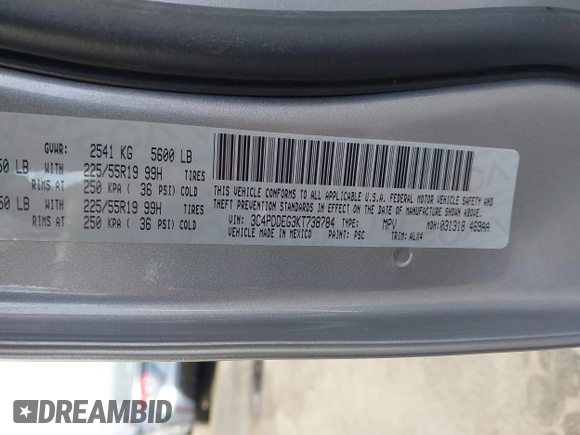 GVWR: 2541 KG 5600 LB
50 LB WITH 225/55R19 99H TIRES
RIMS AT 250 KPA ( 36 PSI) COLD
50 LB WITH 225/55R19 99H TIRES
RIMS AT 250 KPA ( 36 PSI) COLD
THIS VEHICLE CONFORMS TO ALL APPLICABLE U.S.A. FEDERAL MOTOR VEHICLE SAFETY AND
THEFT PREVENTION STANDARDS IN EFFECT ON THE DATE OF MANUFACTURE SHOWN ABOVE.
VIN: 3C4PDDEG3KT738784 TYPE: MPV MDH: 031318 469AA
VEHICLE MADE IN MEXICO PAINT: PSC TRIM: ALX4
DREAMBID